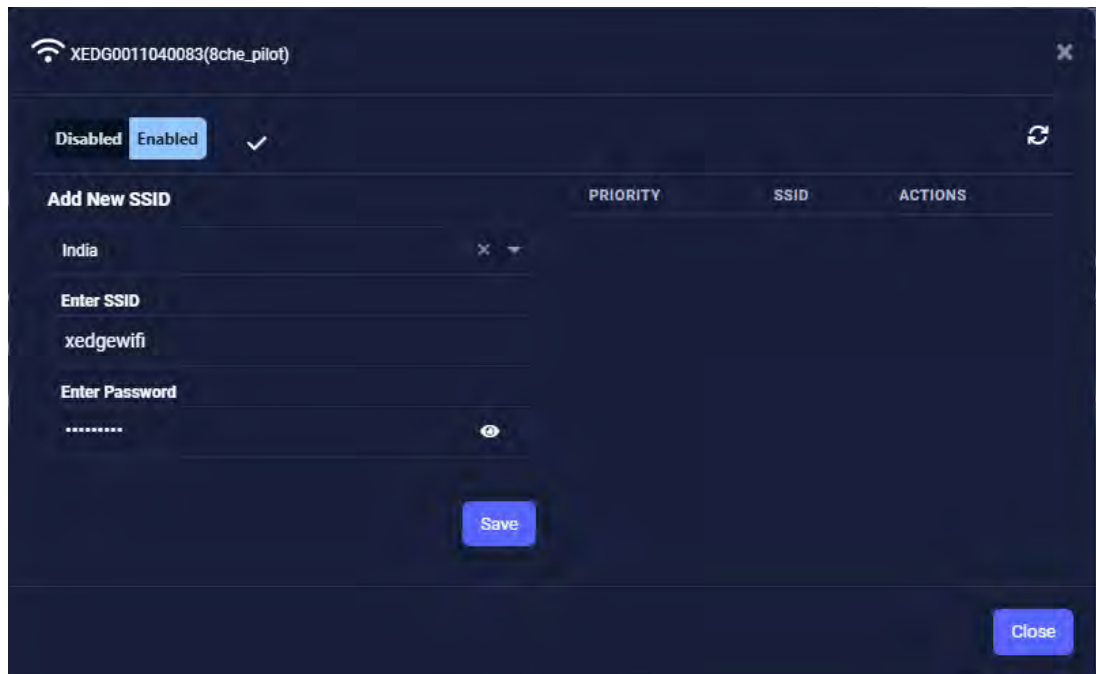 XEDG0011040083(8che_pilot)
Disabled Enabled
Add New SSID
PRIORITY SSID ACTIONS
India
Enter SSID
xedgewifi
Enter Password
•••••••••
Save
Close